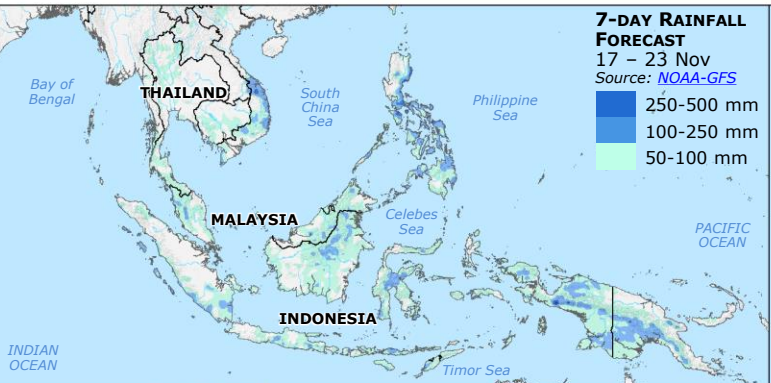 7-DAY RAINFALL
FORECAST
17 – 23 Nov
Source: NOAA-GFS
250-500 mm
100-250 mm
50-100 mm
Bay of
Bengal
THAILAND
South
China
Sea
Philippine
Sea
MALAYSIA
Celebes
Sea
PACIFIC
OCEAN
INDONESIA
INDIAN
OCEAN
Timor Sea